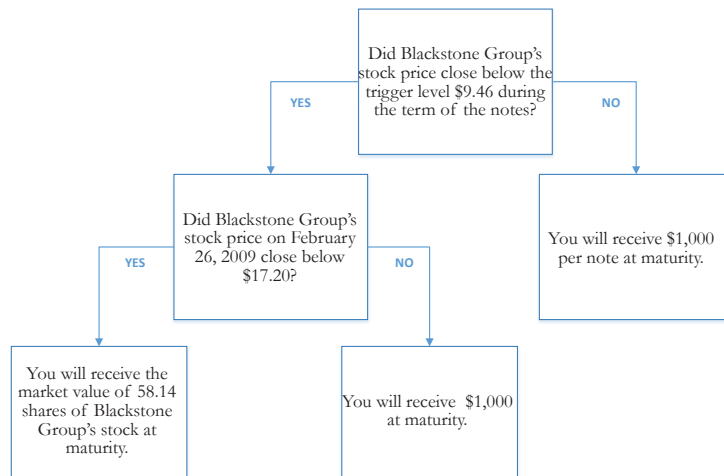 Did Blackstone Group's
stock price close below the
trigger level $9.46 during
the term of the notes?
YES
NO
Did Blackstone Group's
stock price on February
26, 2009 close below
$17.20?
You will receive $1,000
per note at maturity.
YES
NO
You will receive the
market value of 58.14
shares of Blackstone
Group's stock at
maturity.
You will receive $1,000
at maturity.